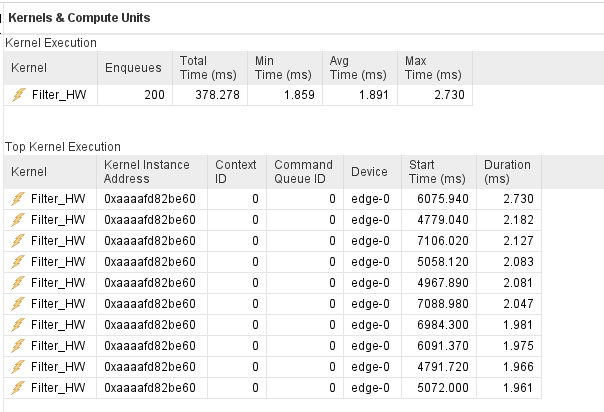 Kernels & Compute Units
Kernel Execution
Kernel Enqueues Total Time (ms) Min Time (ms) Avg Time (ms) Max Time (ms)
Filter_HW 200 378.278 1.859 1.891 2.730
Top Kernel Execution
Kernel Kernel Instance Address Context ID Command Queue ID Device Start Time (ms) Duration (ms)
Filter_HW 0xaaaafd82be60 0 0 edge-0 6075.940 2.730
Filter_HW 0xaaaafd82be60 0 0 edge-0 4779.040 2.182
Filter_HW 0xaaaafd82be60 0 0 edge-0 7106.020 2.127
Filter_HW 0xaaaafd82be60 0 0 edge-0 5058.120 2.083
Filter_HW 0xaaaafd82be60 0 0 edge-0 4967.890 2.081
Filter_HW 0xaaaafd82be60 0 0 edge-0 7088.980 2.047
Filter_HW 0xaaaafd82be60 0 0 edge-0 6984.300 1.981
Filter_HW 0xaaaafd82be60 0 0 edge-0 6091.370 1.975
Filter_HW 0xaaaafd82be60 0 0 edge-0 4791.720 1.966
Filter_HW 0xaaaafd82be60 0 0 edge-0 5072.000 1.961